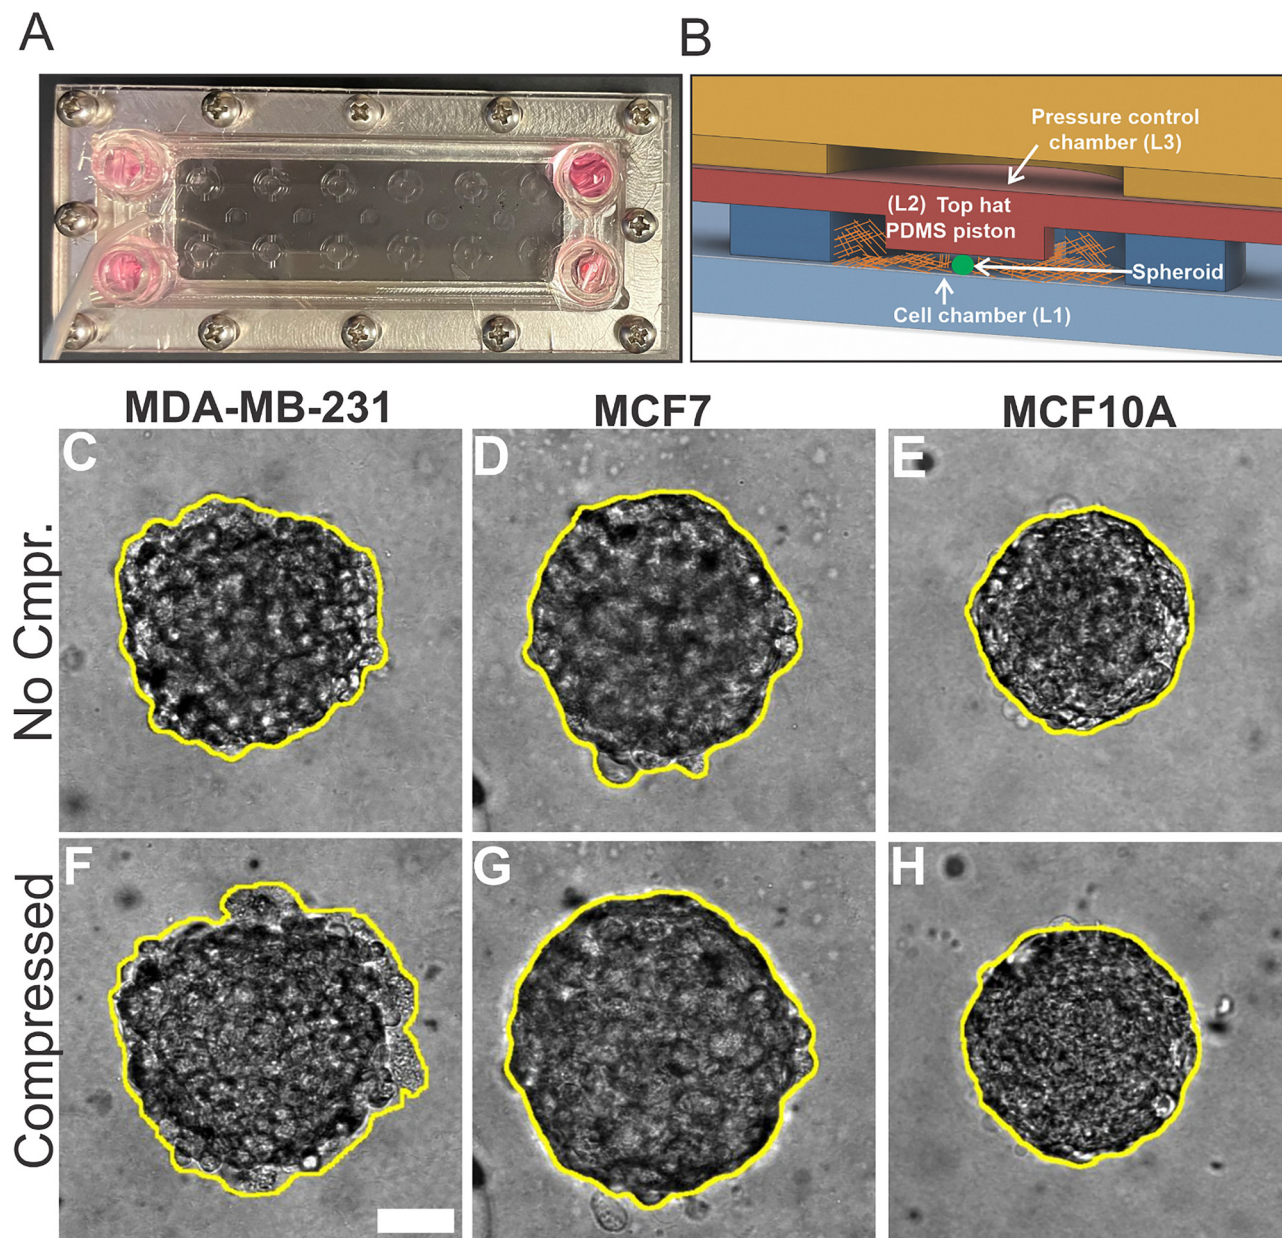 A
B
Pressure control
chamber (L3)
(L2) Top hat
PDMS piston
Spheroid
Cell chamber (L1)
MDA-MB-231
MCF7
MCF10A
No Cmpr.
C
D
E
Compressed
F
G
H